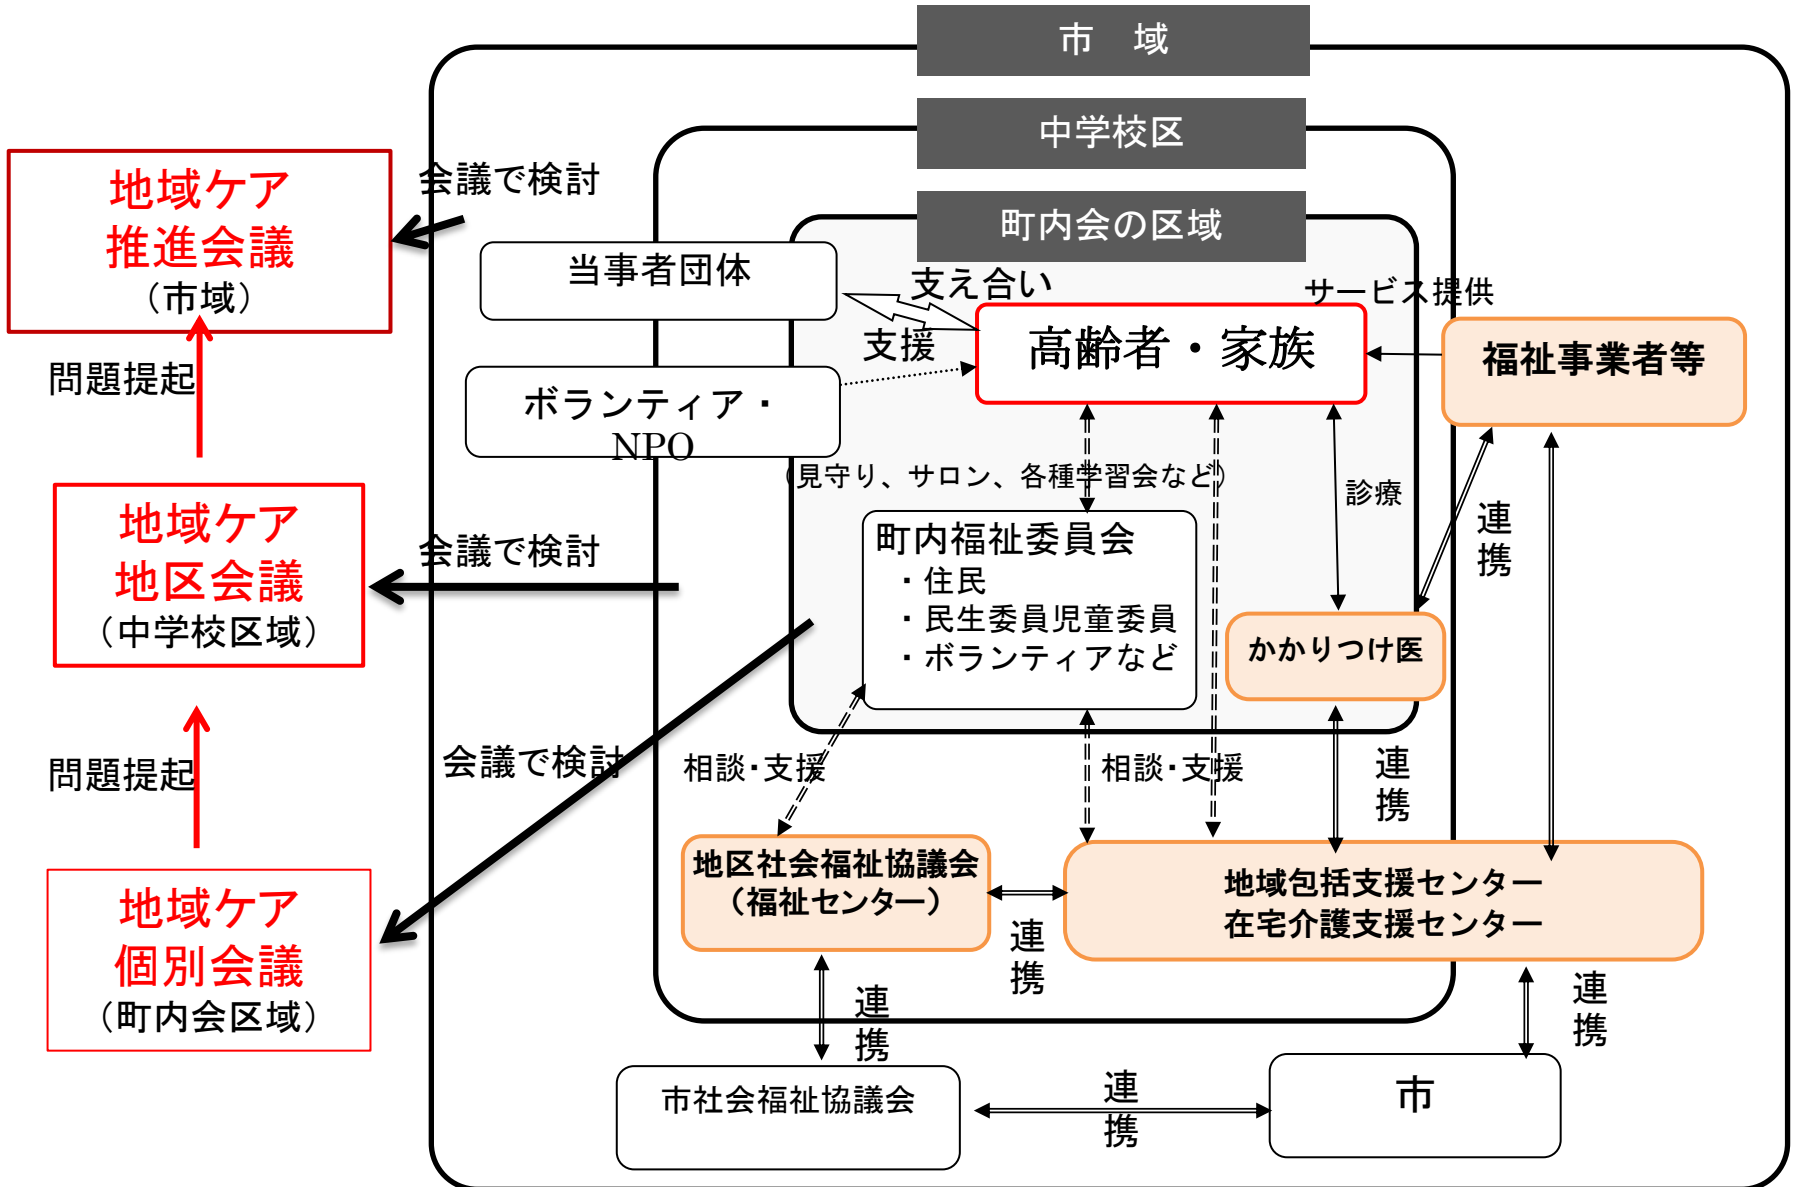 市　域
中学校区
町内会の区域
地域ケア
推進会議
（市域）
会議で検討
問題提起
地域ケア
地区会議
（中学校区域）
会議で検討
問題提起
地域ケア
個別会議
（町内会区域）
会議で検討
当事者団体
支え合い
支援
ボランティア・
NPO
高齢者・家族
サービス提供
福祉事業者等
（見守り、サロン、各種学習会など）
診療
連
携
町内福祉委員会
・住民
・民生委員児童委員
・ボランティアなど
かかりつけ医
相談・支援
相談・支援
連
携
地区社会福祉協議会
（福祉センター）
連
携
地域包括支援センター
在宅介護支援センター
連
携
連
携
市社会福祉協議会
連
携
市